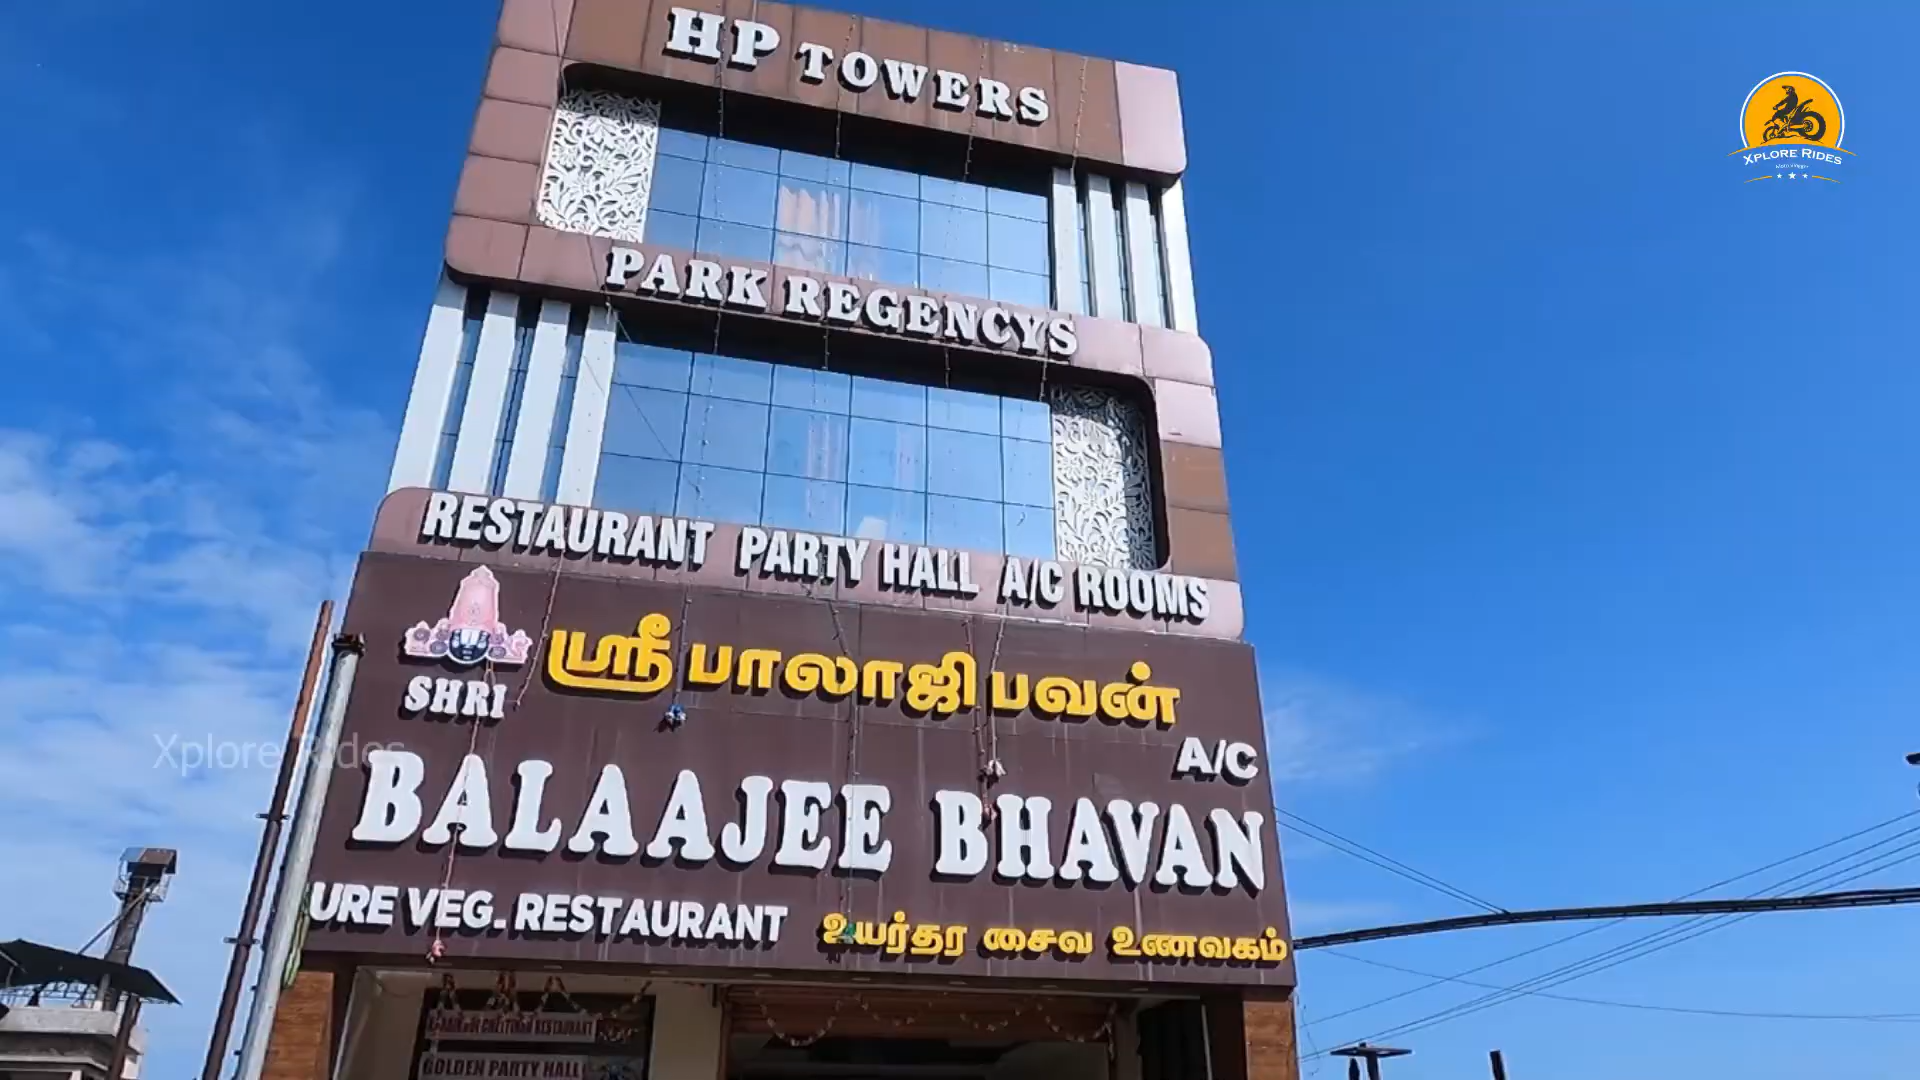 HP TOWERS
XPLORE RIDES
PARK REGENCYS
RESTAURANT PARTY HALL A/C ROOMS
ஸ்ரீ பாலாஜி பவன்
SHRI
A/C
Xplore Rides
BALAAJEE BHAVAN
URE VEG. RESTAURANT உயர்தர சைவ உணவகம்
RESTAURANT
GOLDEN PARTY HALL